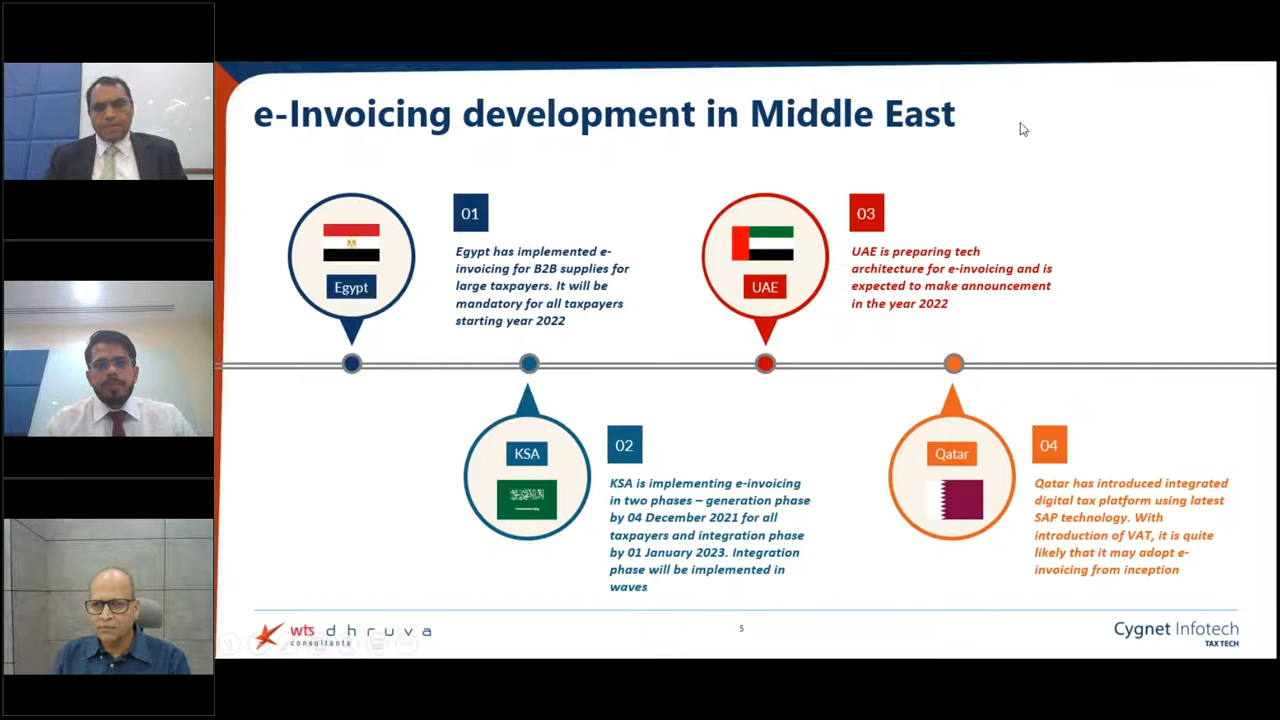 e-Invoicing development in Middle East
Egypt
01
Egypt has implemented e-
invoicing for B2B supplies for
large taxpayers. It will be
mandatory for all taxpayers
starting year 2022
UAE
03
UAE is preparing tech
architecture for e-invoicing and is
expected to make announcement
in the year 2022
KSA
02
KSA is implementing e-invoicing
in two phases – generation phase
by 04 December 2021 for all
taxpayers and integration phase
by 01 January 2023. Integration
phase will be implemented in
waves
Qatar
04
Qatar has introduced integrated
digital tax platform using latest
SAP technology. With
introduction of VAT, it is quite
likely that it may adopt e-
invoicing from inception
wts dhruva
consultants
5
Cygnet Infotech
TAX TECH